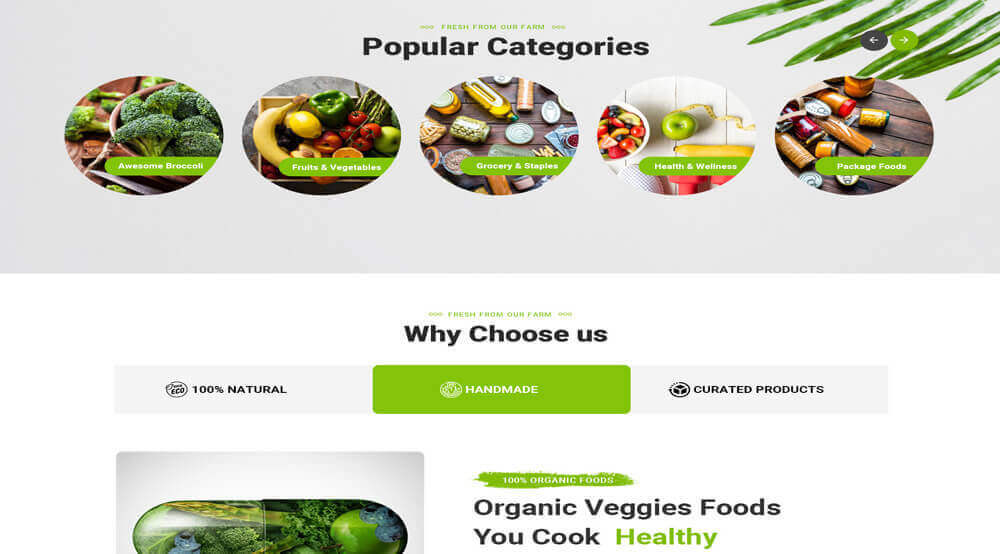 FRESH FROM OUR FARM
Popular Categories
Awesome Broccoli
Fruits & Vegetables
Grocery & Staples
Health & Wellness
Package Foods
FRESH FROM OUR FARM
Why Choose us
100% NATURAL
HANDMADE
CURATED PRODUCTS
100% ORGANIC FOODS
Organic Veggies Foods
You Cook Healthy